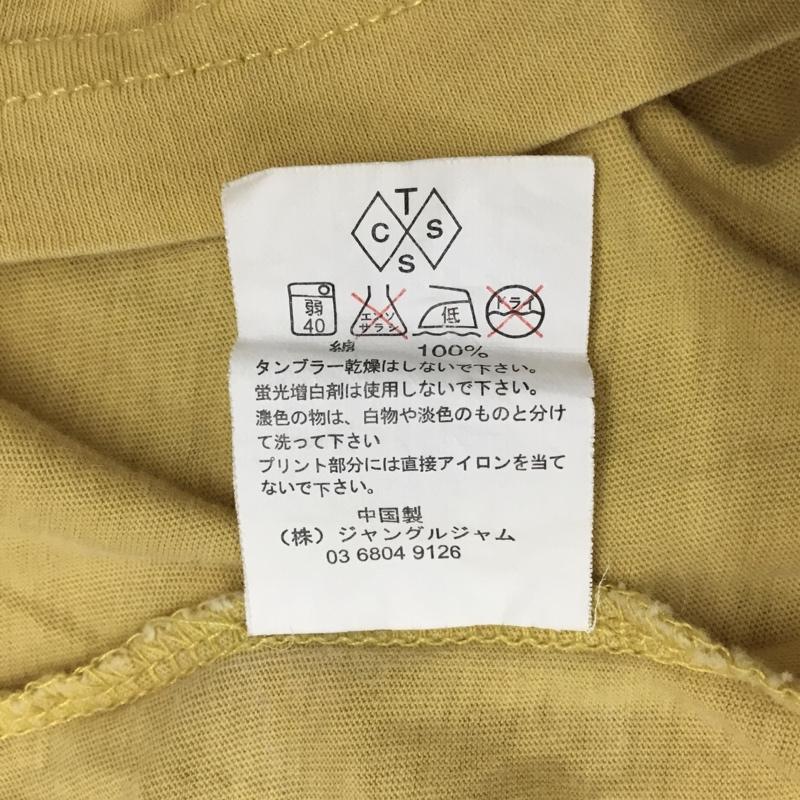 T
C S
S
弱
40
エンソ
サラシ
低
ドライ
綿 100%
タンブラー乾燥はしないで下さい。
蛍光増白剤は使用しないで下さい。
濃色の物は、白物や淡色のものと分け
て洗って下さい
プリント部分には直接アイロンを当て
ないで下さい。
中国製
（株）ジャングルジャム
03 6804 9126